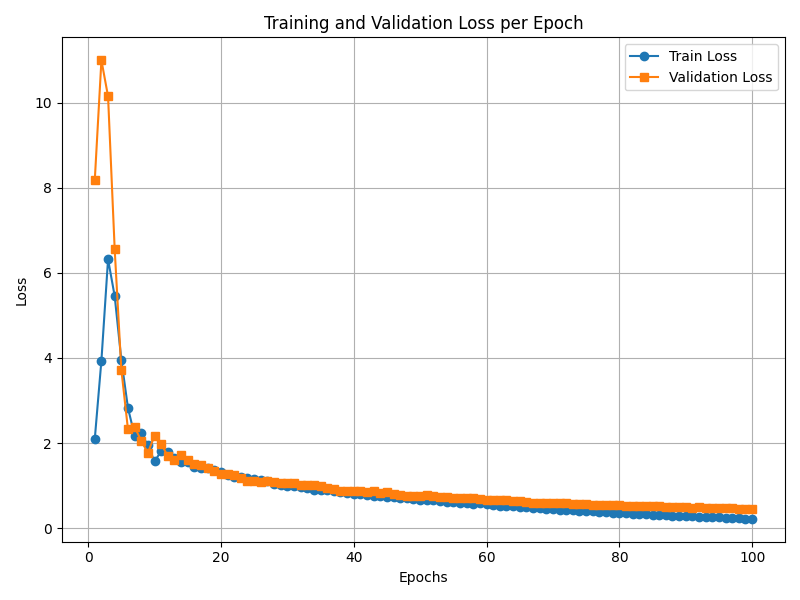 Training and Validation Loss per Epoch
Train Loss
Validation Loss
Loss
10
8
6
4
2
0
0 20 40 60 80 100
Epochs